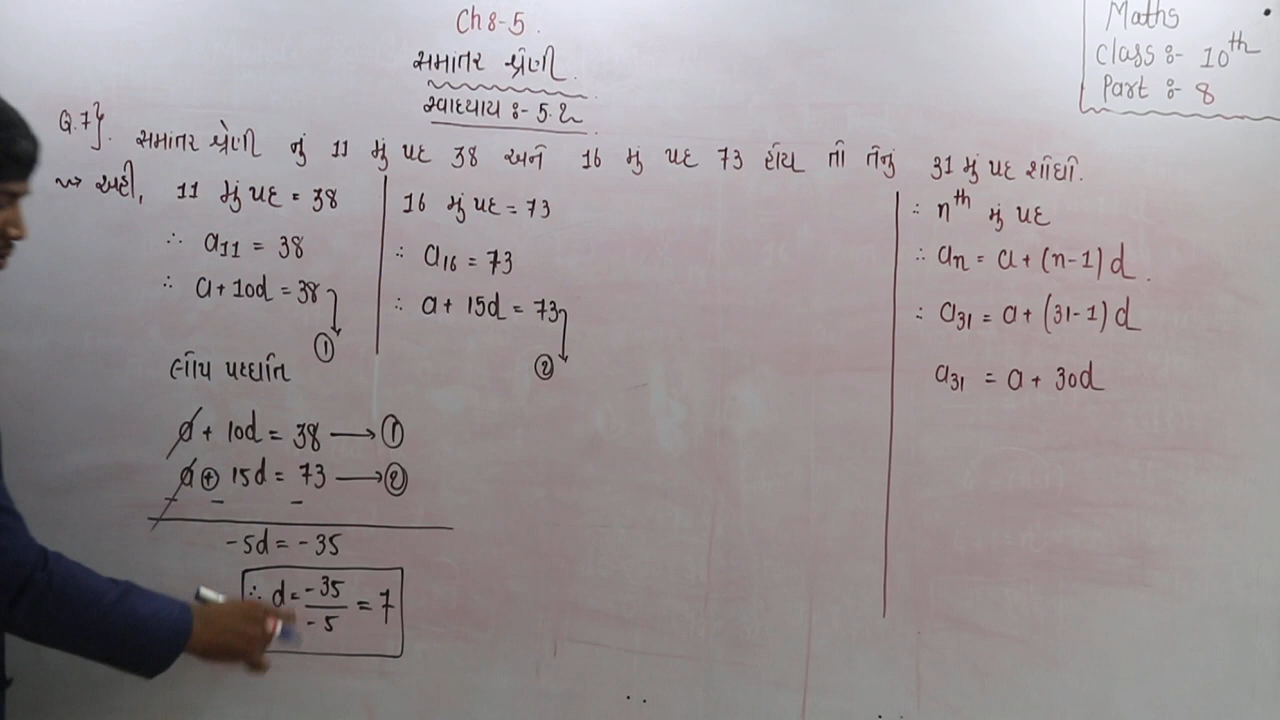 Ch 8-5.
સમાંતર શ્રેણી.
સ્વાધ્યાય :- 5.2
Maths
Class :- 10th
Part :- 8
Q.7}. સમાંતર શ્રેણી નું 11 મું પદ 38 અને 16 મું પદ 73 હોય તો તેનું 31 મું પદ શોધો.
→ અહી, 11 મું પદ = 38
∴ a11 = 38
∴ a + 10d = 38 ①
16 મું પદ = 73
∴ a16 = 73
∴ a + 15d = 73 ②
લોપ પદ્ધતિ
a + 10d = 38 → ①
a + 15d = 73 → ②
- - -
-5d = -35
∴ d = -35/-5 = 7
∴ nth મું પદ
∴ an = a + (n-1) d.
∴ a31 = a + (31-1) d
a31 = a + 30d